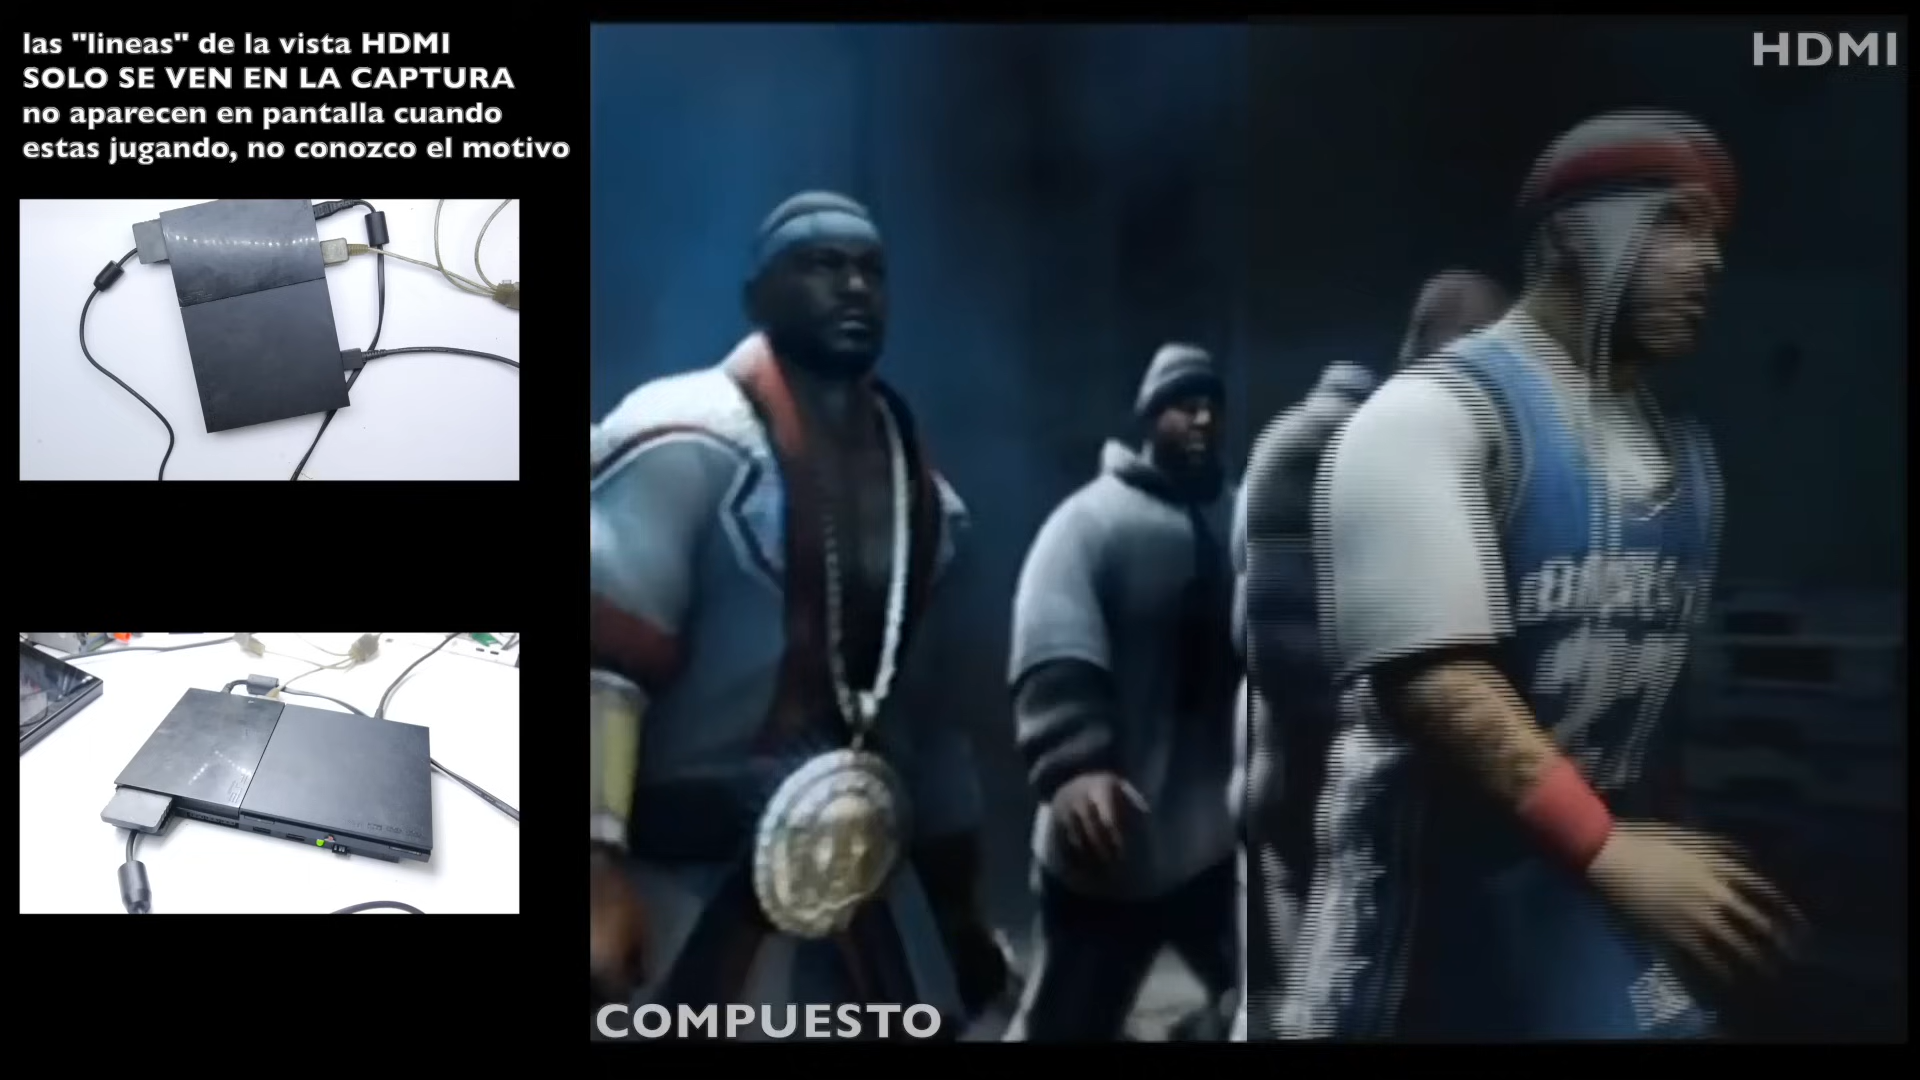 las "lineas" de la vista HDMI
SOLO SE VEN EN LA CAPTURA
no aparecen en pantalla cuando
estas jugando, no conozco el motivo
HDMI
COMPUESTO